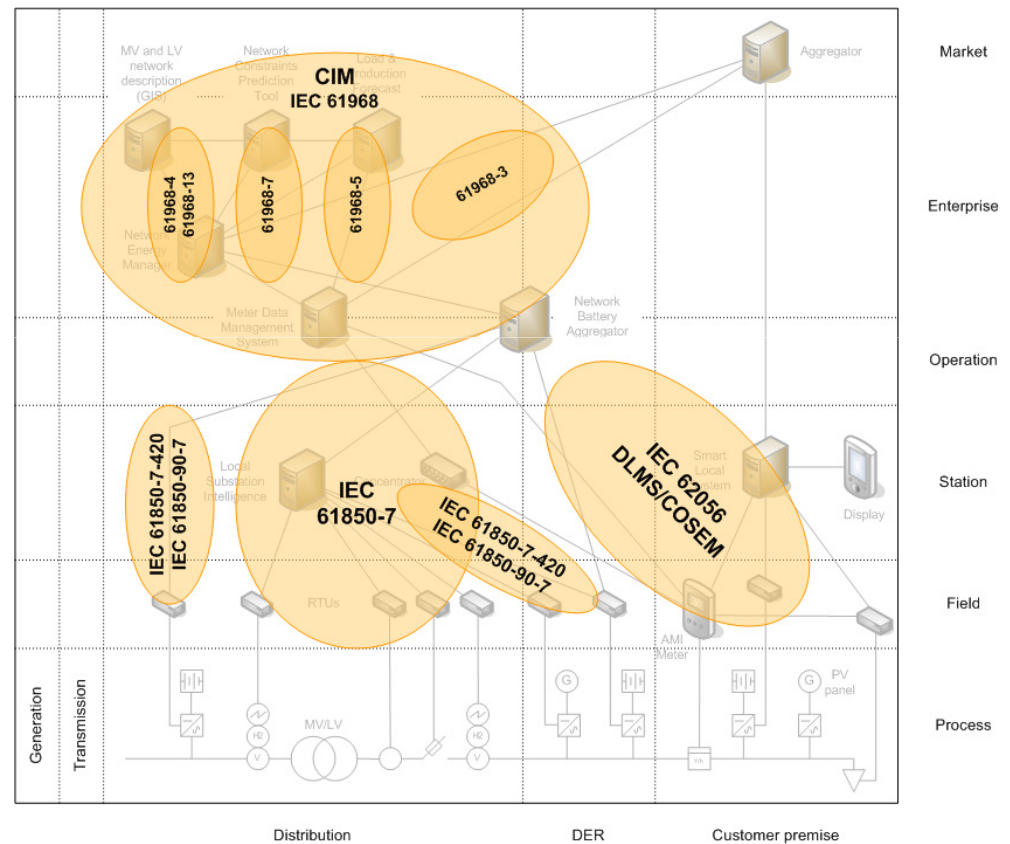 MV and LV
network
description
(GIS)
Network
Constraints
Prediction
Tool
Load &
Production
Forecast
CIM
IEC 61968
Aggregator
Market
61968-4
61968-13
61968-7
61968-5
61968-3
Enterprise
Network
Energy
Manager
Meter Data
Management
System
Network
Battery
Aggregator
Operation
IEC 61850-7-420
IEC 61850-90-7
Local
Substation
Intelligence
IEC
61850-7
Concentrator
IEC 61850-7-420
IEC 61850-90-7
IEC 62056
DLMS/COSEM
Smart
Local
System
Display
Station
RTUs
AMI
Meter
Field
Generation
Transmission
MV/LV
H2
V
H2
V
G
G
PV
panel
Process
Distribution
DER
Customer premise